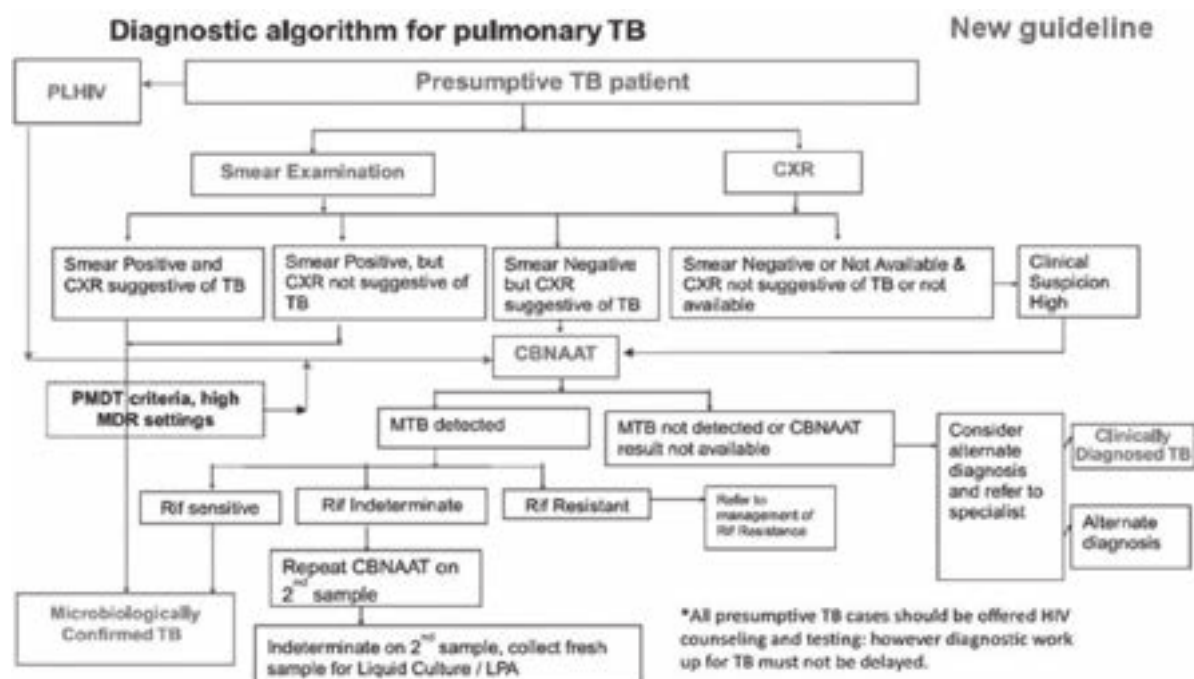 Diagnostic algorithm for pulmonary TB
New guideline
PLHIV
Presumptive TB patient
Smear Examination
CXR
Smear Positive and
CXR suggestive of TB
Smear Positive, but
CXR not suggestive of
TB
Smear Negative
but CXR
suggestive of TB
Smear Negative or Not Available &
CXR not suggestive of TB or not
available
Clinical
Suspicion
High
CBNAAT
PMDT criteria, high
MDR settings
MTB detected
MTB not detected or CBNAAT
result not available
Consider
alternate
diagnosis
and refer to
specialist
Clinically
Diagnosed TB
Alternate
diagnosis
Rif sensitive
Rif Indeterminate
Rif Resistant
Refer to
management of
Rif Resistance
Repeat CBNAAT on
2nd sample
Microbiologically
Confirmed TB
Indeterminate on 2nd sample, collect fresh
sample for Liquid Culture / LPA
*All presumptive TB cases should be offered HIV
counseling and testing: however diagnostic work
up for TB must not be delayed.